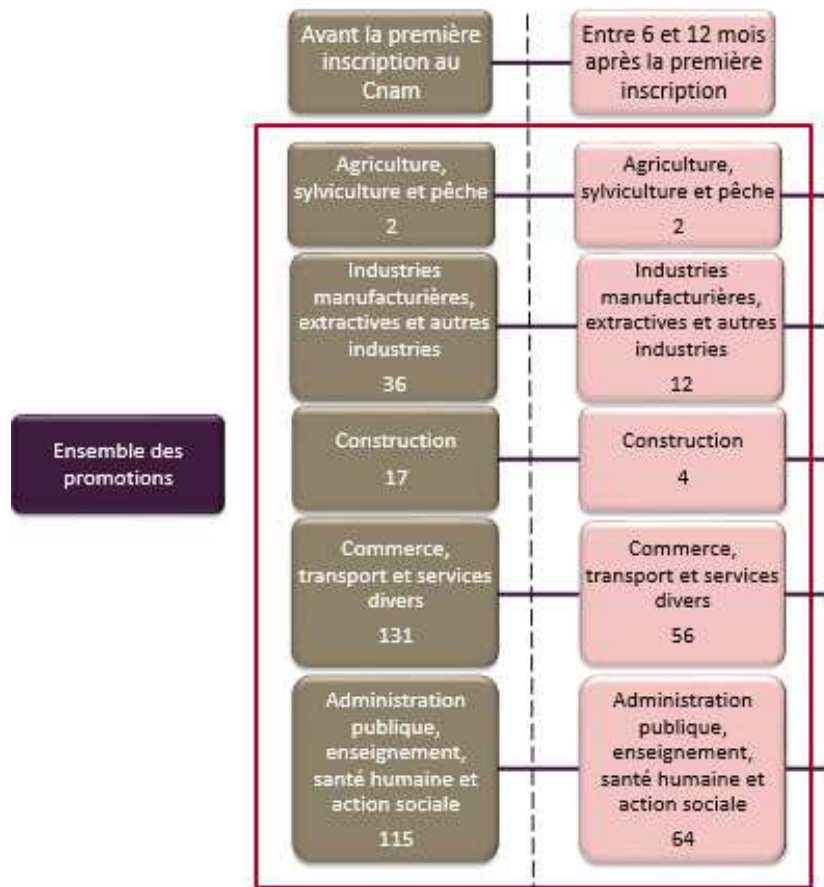 Avant la première
inscription au
Cnam
Entre 6 et 12 mois
après la première
inscription
Agriculture,
sylviculture et pêche
2
Agriculture,
sylviculture et pêche
2
Industries
manufacturières,
extractives et autres
industries
36
Industries
manufacturières,
extractives et autres
industries
12
Ensemble des
promotions
Construction
17
Construction
4
Commerce,
transport et services
divers
131
Commerce,
transport et services
divers
56
Administration
publique,
enseignement,
santé humaine et
action sociale
115
Administration
publique,
enseignement,
santé humaine et
action sociale
64